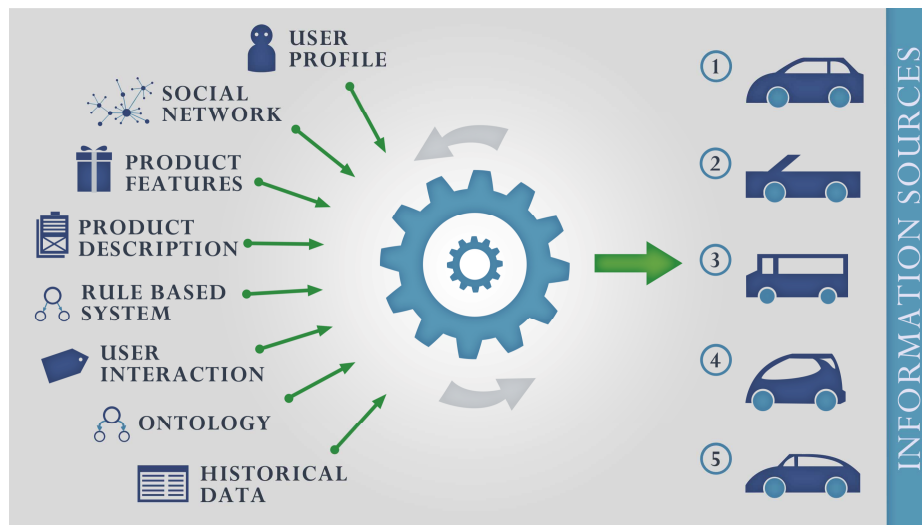 USER
PROFILE
SOCIAL
NETWORK
PRODUCT
FEATURES
PRODUCT
DESCRIPTION
RULE BASED
SYSTEM
USER
INTERACTION
ONTOLOGY
HISTORICAL
DATA
1
2
3
4
5
INFORMATION SOURCES